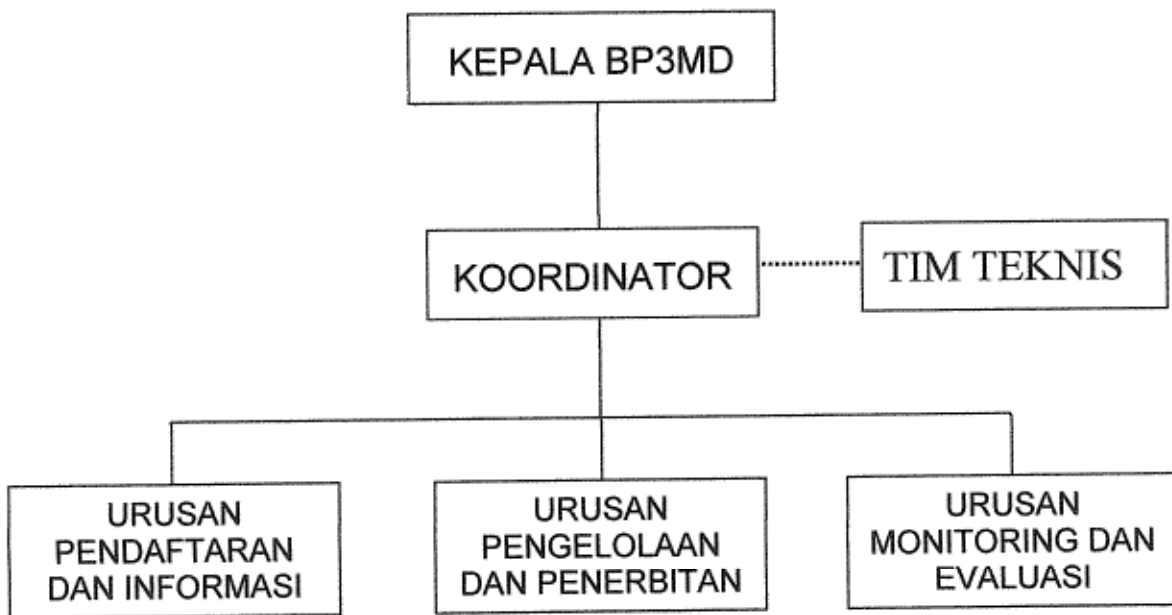 KEPALA BP3MD
KOORDINATOR
TIM TEKNIS
URUSAN
PENDAFTARAN
DAN INFORMASI
URUSAN
PENGELOLAAN
DAN PENERBITAN
URUSAN
MONITORING DAN
EVALUASI